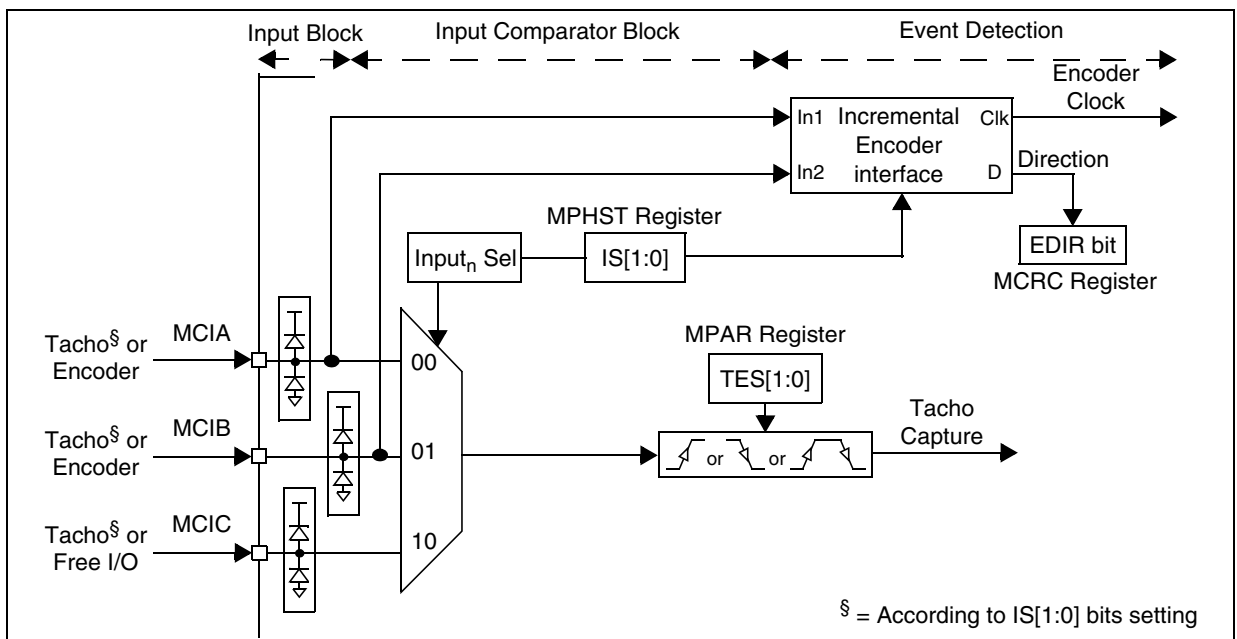 Input Block
Input Comparator Block
Event Detection
Encoder
Clock
In1
Incremental
Encoder
interface
Clk
In2
D
Direction
EDIR bit
MCRC Register
MPHST Register
Inputn Sel
IS[1:0]
Tacho§ or
Encoder
MCIA
00
Tacho§ or
Encoder
MCIB
01
Tacho§ or
Free I/O
MCIC
10
MPAR Register
TES[1:0]
or
or
Tacho
Capture
§ = According to IS[1:0] bits setting